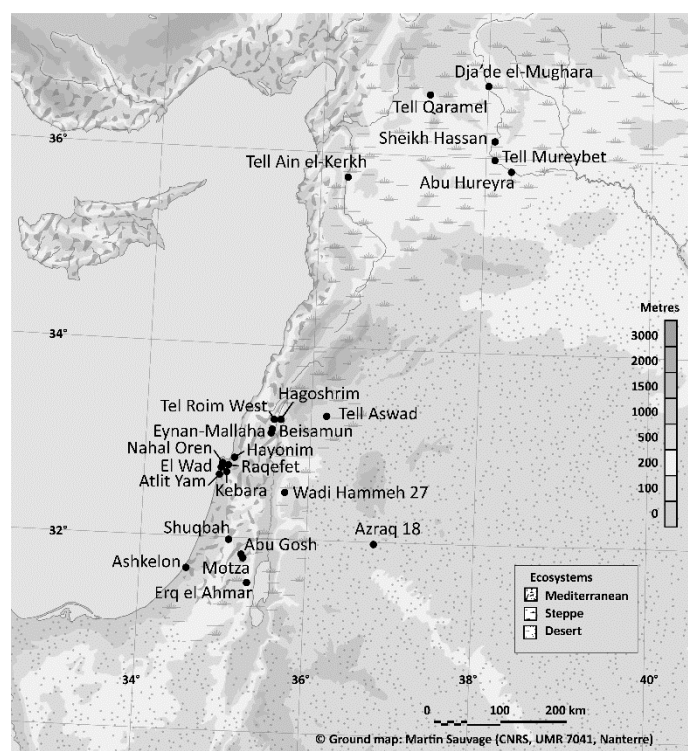 Dja'de el-Mughara
Tell Qaramel
36°
Sheikh Hassan
Tell Ain el-Kerkh
Tell Mureybet
Abu Hureyra
Metres
34°
3000
2000
1500
1000
500
200
100
0
Tel Roim West
Hagoshrim
Tell Aswad
Eynan-Mallaha
Beisamun
Nahal Oren
Hayonim
El Wad
Raqefet
Atlit Yam
Kebara
Wadi Hammeh 27
32°
Shuqbah
Azraq 18
Abu Gosh
Ashkelon
Motza
Erq el Ahmar
Ecosystems
Mediterranean
Steppe
Desert
34°
36°
38°
40°
0 100 200 km
© Ground map: Martin Sauvage (CNRS, UMR 7041, Nanterre)